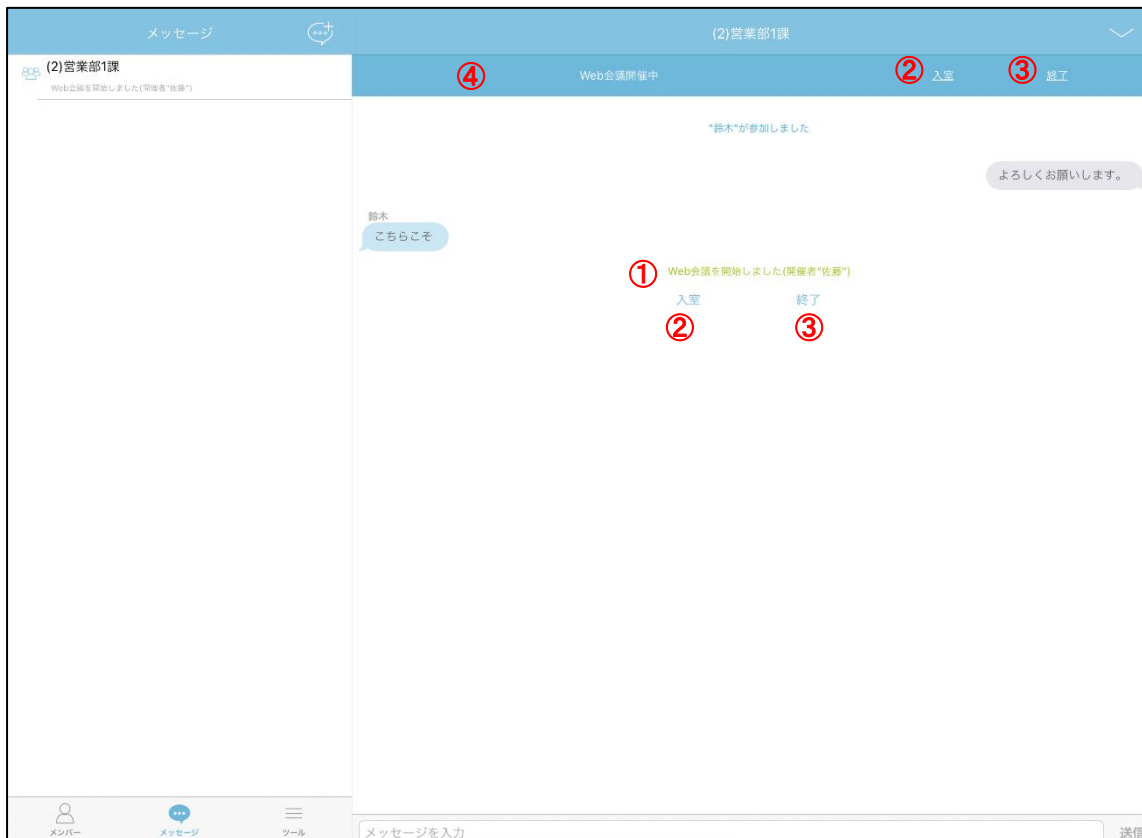 メッセージ
(2)営業部1課
(2)営業部1課
Web会議を開始しました(開催者"佐藤")
④ Web会議開催中 ② 入室 ③ 終了
"鈴木"が参加しました
よろしくお願いします。
鈴木
こちらこそ
① Web会議を開始しました(開催者"佐藤")
入室 終了
② ③
メンバー メッセージ ツール
メッセージを入力 送信